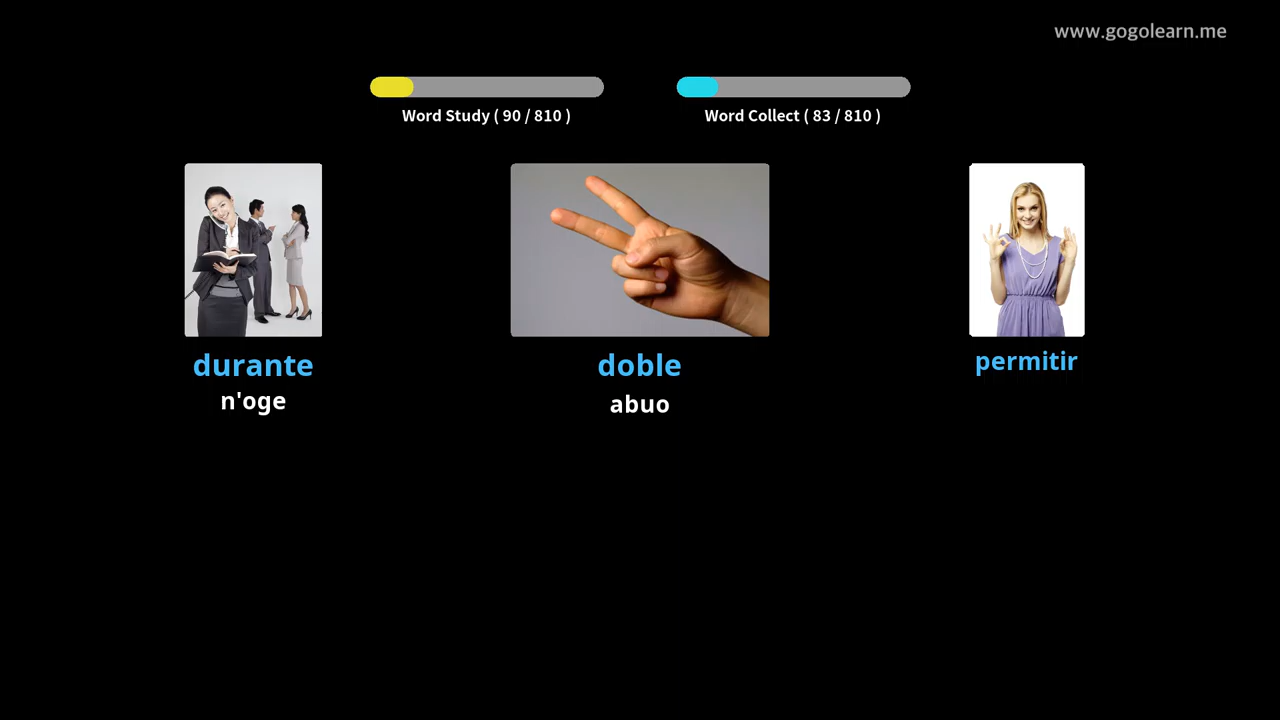 www.gogolearn.me
Word Study ( 90 / 810 )
Word Collect ( 83 / 810 )
durante
n'oge
doble
abuo
permitir